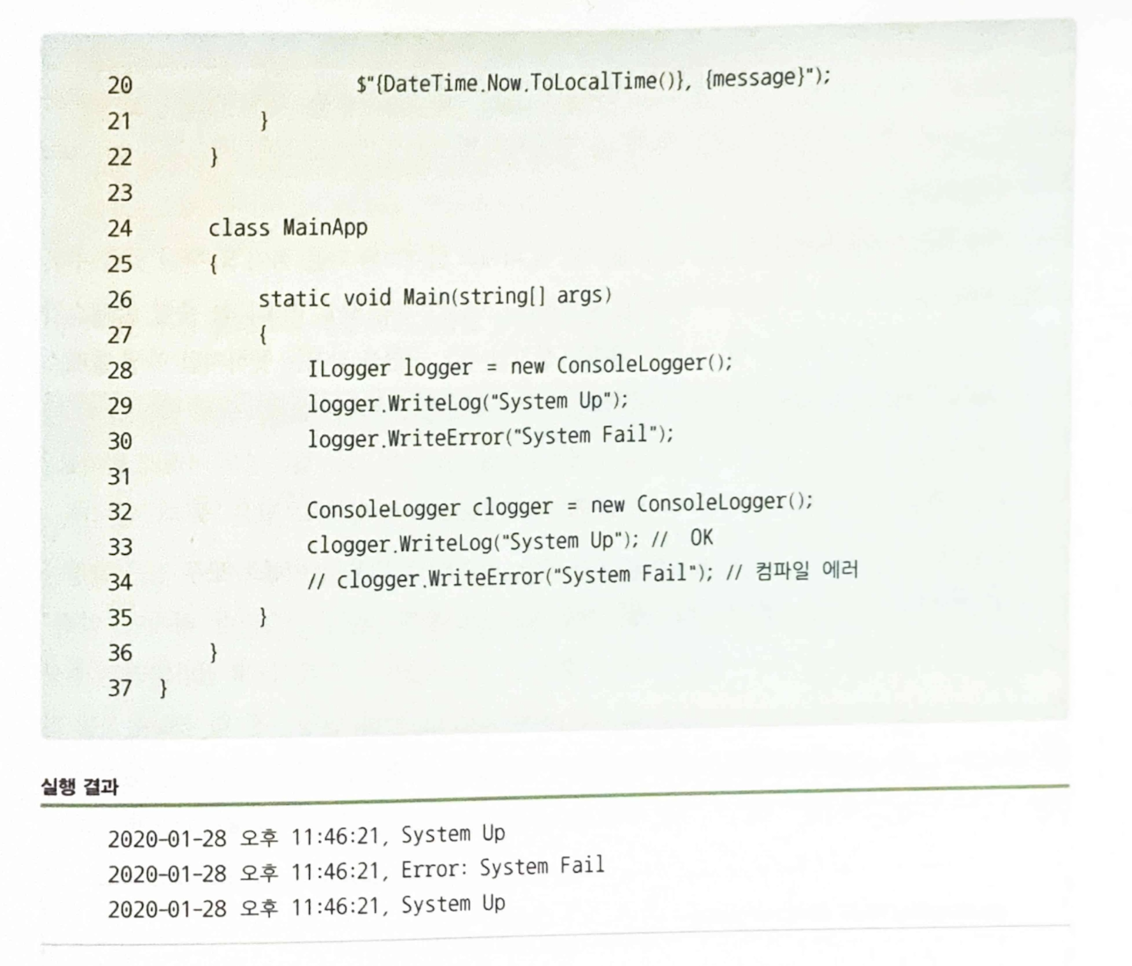 20 $"{DateTime.Now.ToLocalTime()}, {message}");
21 }
22 }
23
24 class MainApp
25 {
26 static void Main(string[] args)
27 {
28 ILogger logger = new ConsoleLogger();
29 logger.WriteLog("System Up");
30 logger.WriteError("System Fail");
31
32 ConsoleLogger clogger = new ConsoleLogger();
33 clogger.WriteLog("System Up"); // OK
34 // clogger.WriteError("System Fail"); // 컴파일 에러
35 }
36 }
37 }
실행 결과
2020-01-28 오후 11:46:21, System Up
2020-01-28 오후 11:46:21, Error: System Fail
2020-01-28 오후 11:46:21, System Up